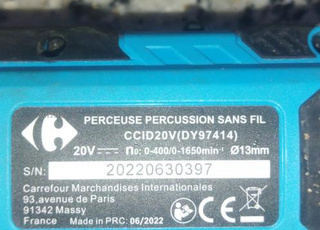 PERCEUSE PERCUSSION SANS FIL
CCID20V(DY97414)
20V⎓ n₀: 0-400/0-1650min⁻¹ Ø13mm
S/N: 20220630397
Carrefour Marchandises Internationales
93,avenue de Paris
91342 Massy
France Made in PRC: 06/2022
CE